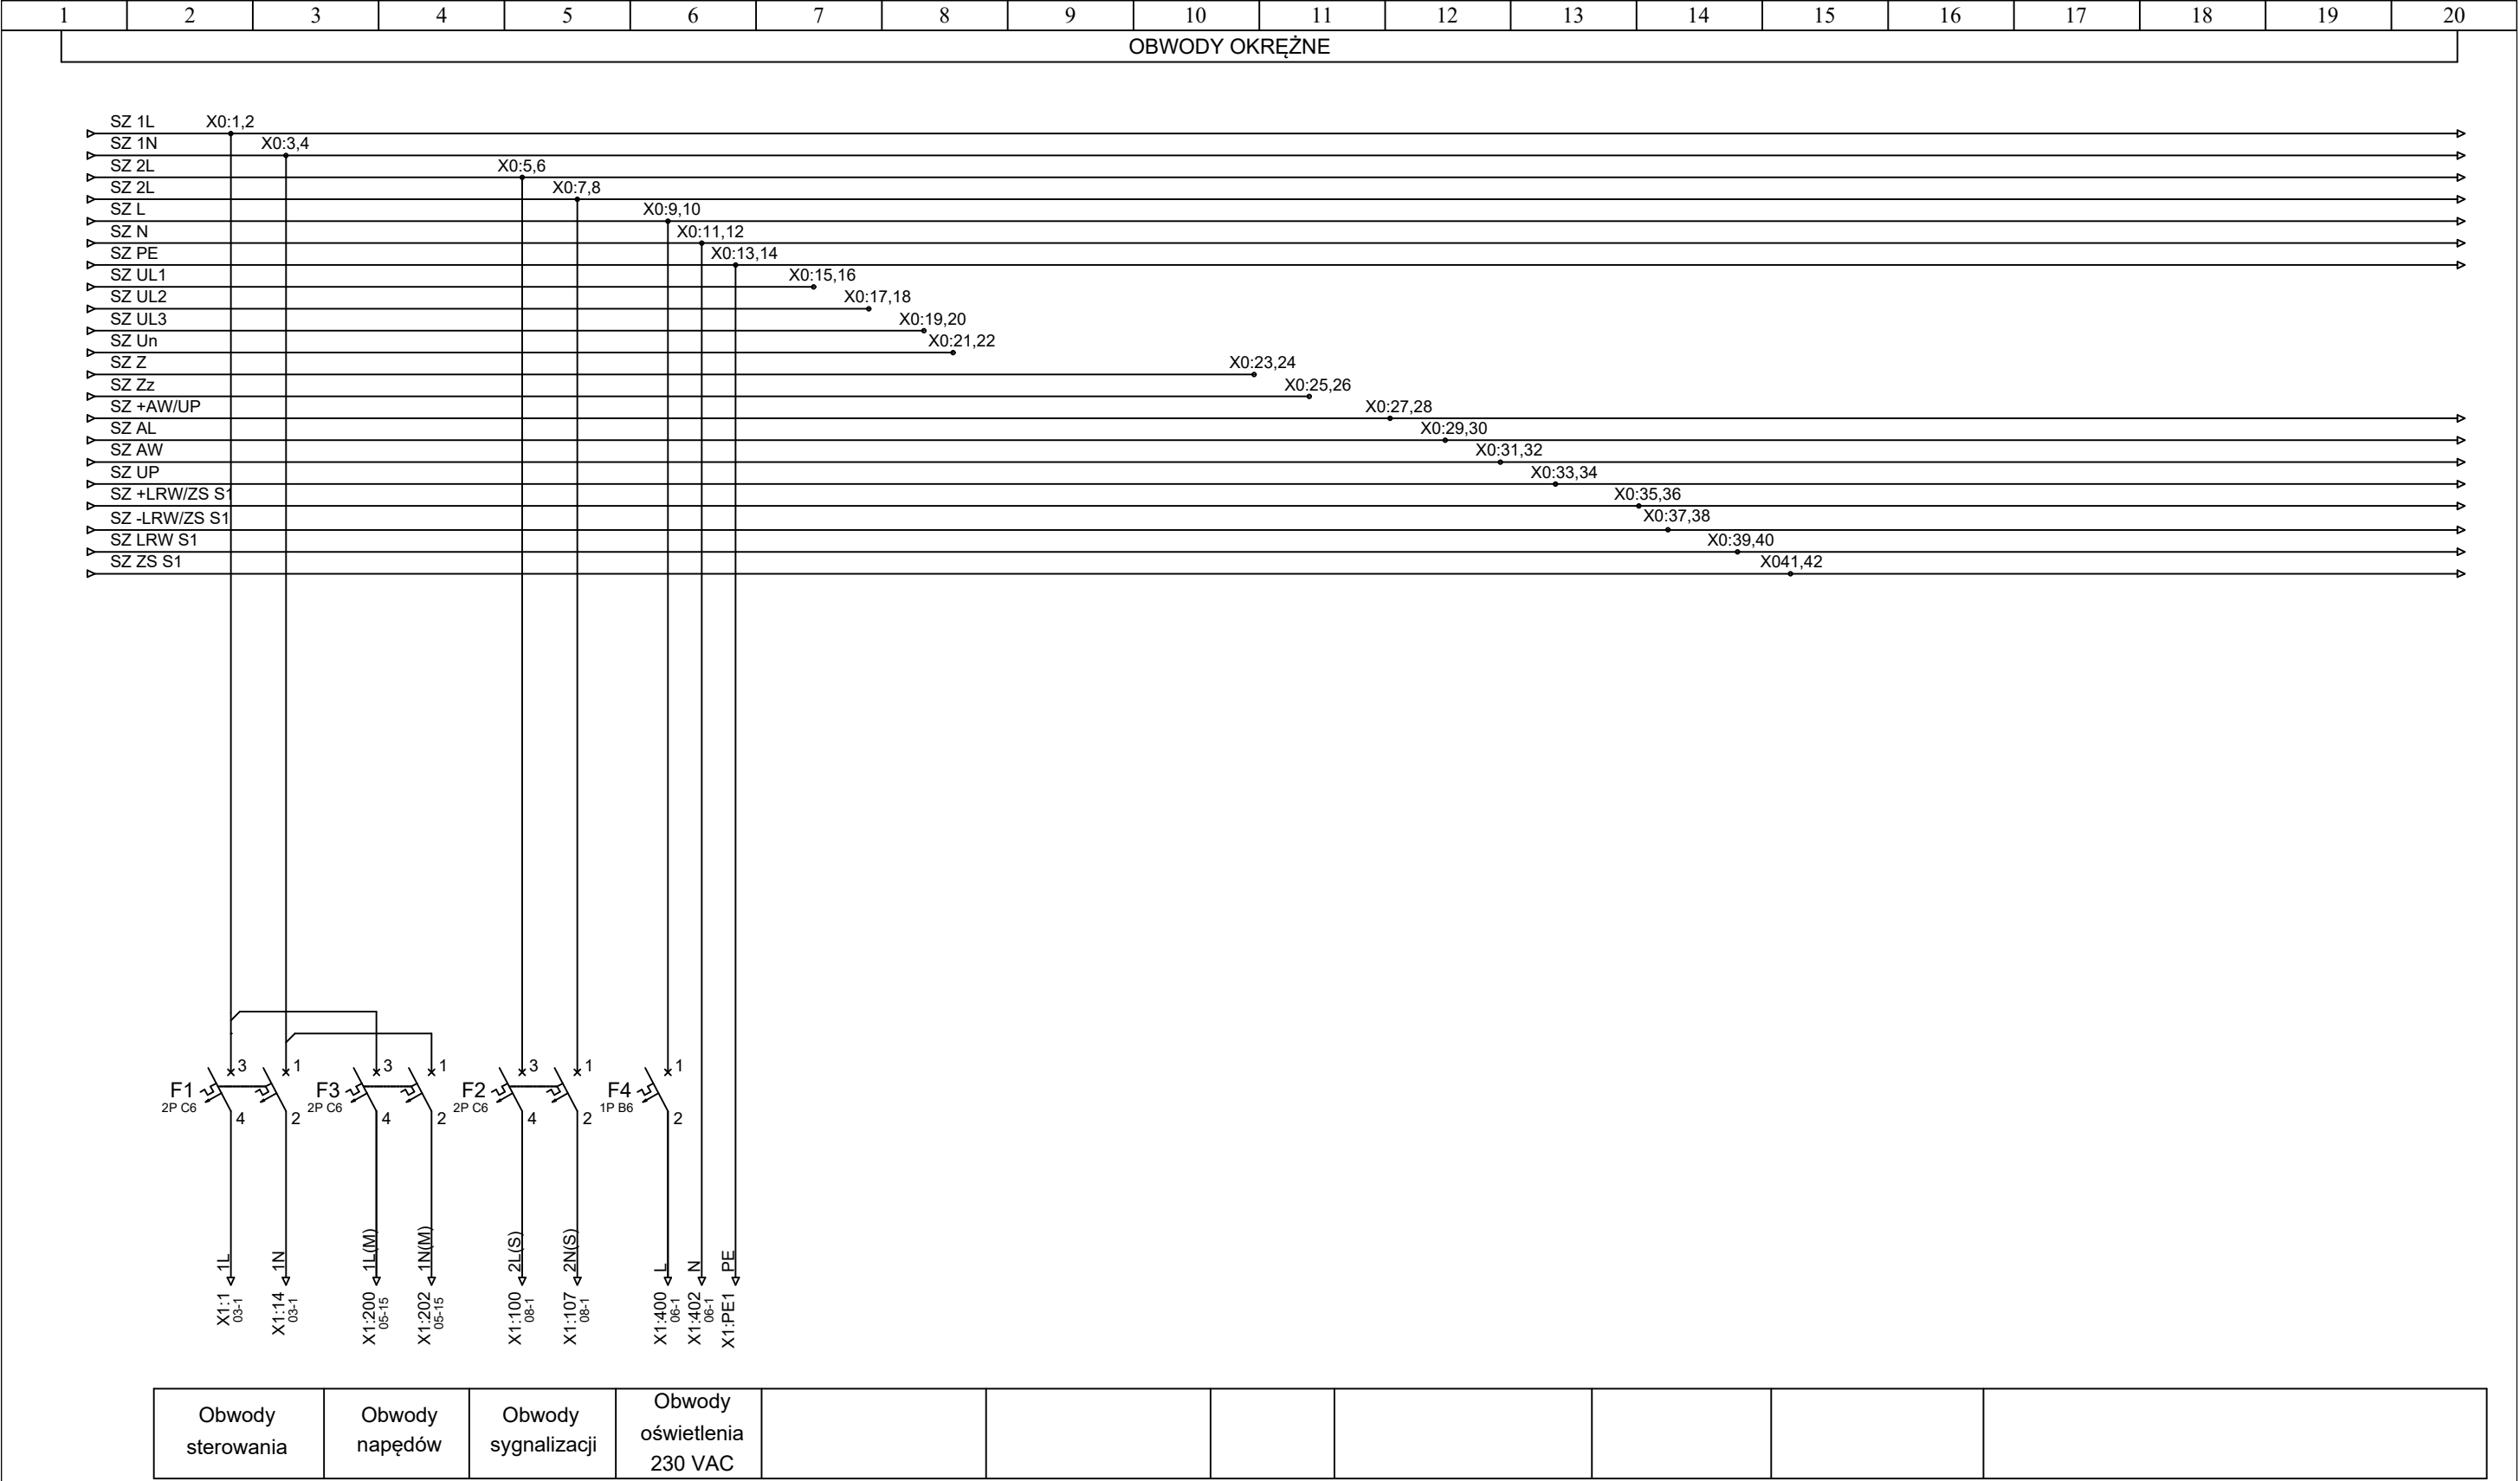 1 2 3 4 5 6 7 8 9 10 11 12 13 14 15 16 17 18 19 20
OBWODY OKRĘŻNE
SZ 1L X0:1,2
SZ 1N X0:3,4
SZ 2L X0:5,6
SZ 2L X0:7,8
SZ L X0:9,10
SZ N X0:11,12
SZ PE X0:13,14
SZ UL1 X0:15,16
SZ UL2 X0:17,18
SZ UL3 X0:19,20
SZ Un X0:21,22
SZ Z X0:23,24
SZ Zz X0:25,26
SZ +AW/UP X0:27,28
SZ AL X0:29,30
SZ AW X0:31,32
SZ UP X0:33,34
SZ +LRW/ZS S1 X0:35,36
SZ -LRW/ZS S1 X0:37,38
SZ LRW S1 X0:39,40
SZ ZS S1 X041,42
3 1 3 1 3 1 1
F1 F3 F2 F4
2P C6 2P C6 2P C6 1P B6
4 2 4 2 4 2 2
1L 1N 1L(M) 1N(M) 2L(S) 2N(S) L N PE
X1:1 X1:14 X1:200 X1:202 X1:100 X1:107 X1:400 X1:402 X1:PE1
03-1 03-1 05-15 05-15 08-1 08-1 06-1 06-1
Obwody
sterowania
Obwody
napędów
Obwody
sygnalizacji
Obwody
oświetlenia
230 VAC